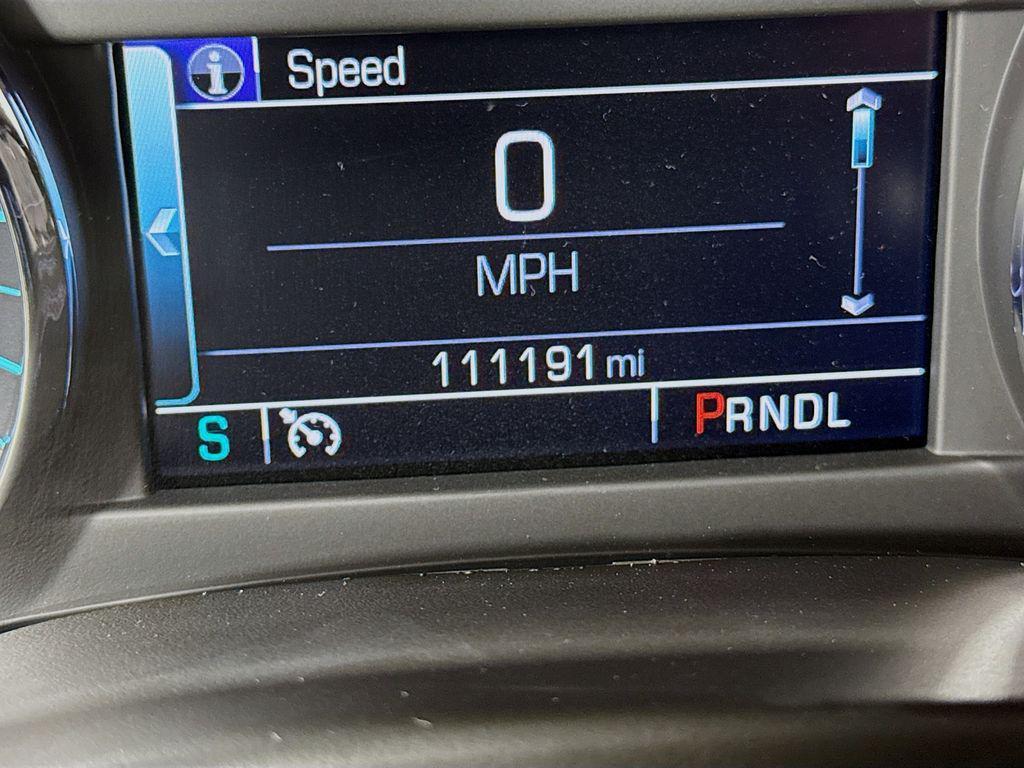 i Speed
0
MPH
111191 mi
S PRNDL